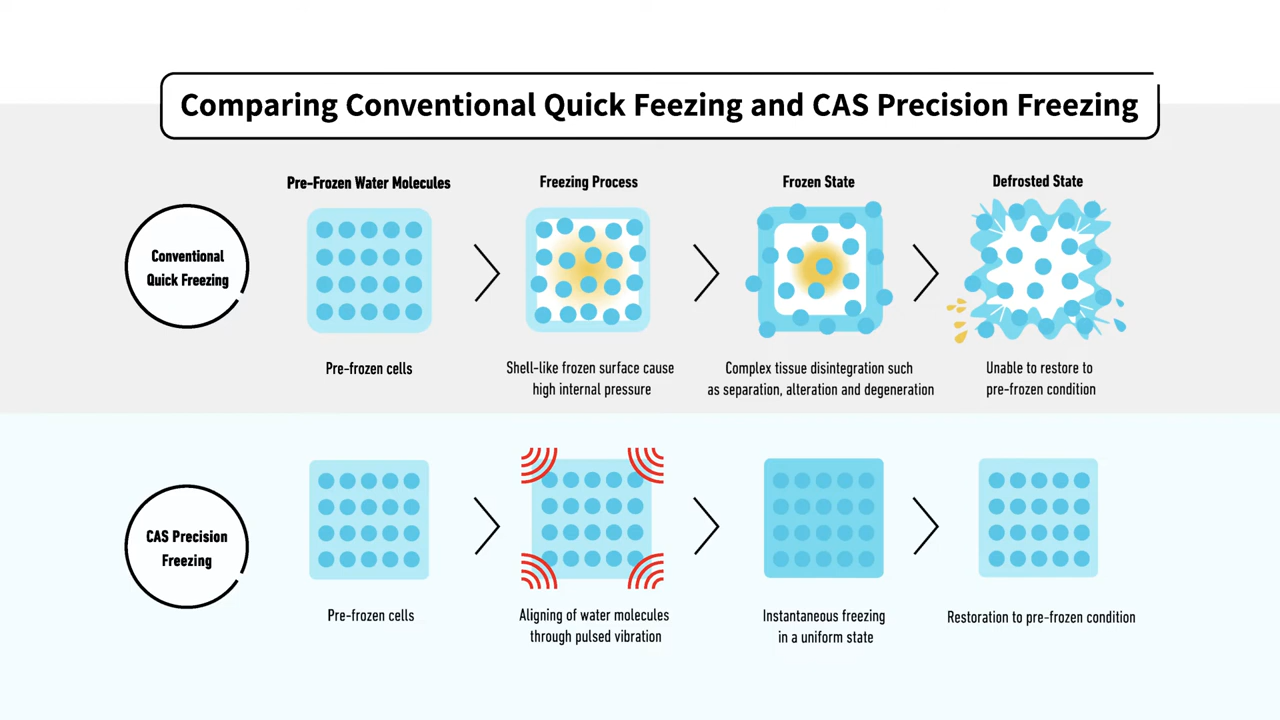 Comparing Conventional Quick Feezing and CAS Precision Freezing
Pre-Frozen Water Molecules
Freezing Process
Frozen State
Defrosted State
Conventional
Quick Freezing
Pre-frozen cells
Shell-like frozen surface cause
high internal pressure
Complex tissue disintegration such
as separation, alteration and degeneration
Unable to restore to
pre-frozen condition
CAS Precision
Freezing
Pre-frozen cells
Aligning of water molecules
through pulsed vibration
Instantaneous freezing
in a uniform state
Restoration to pre-frozen condition